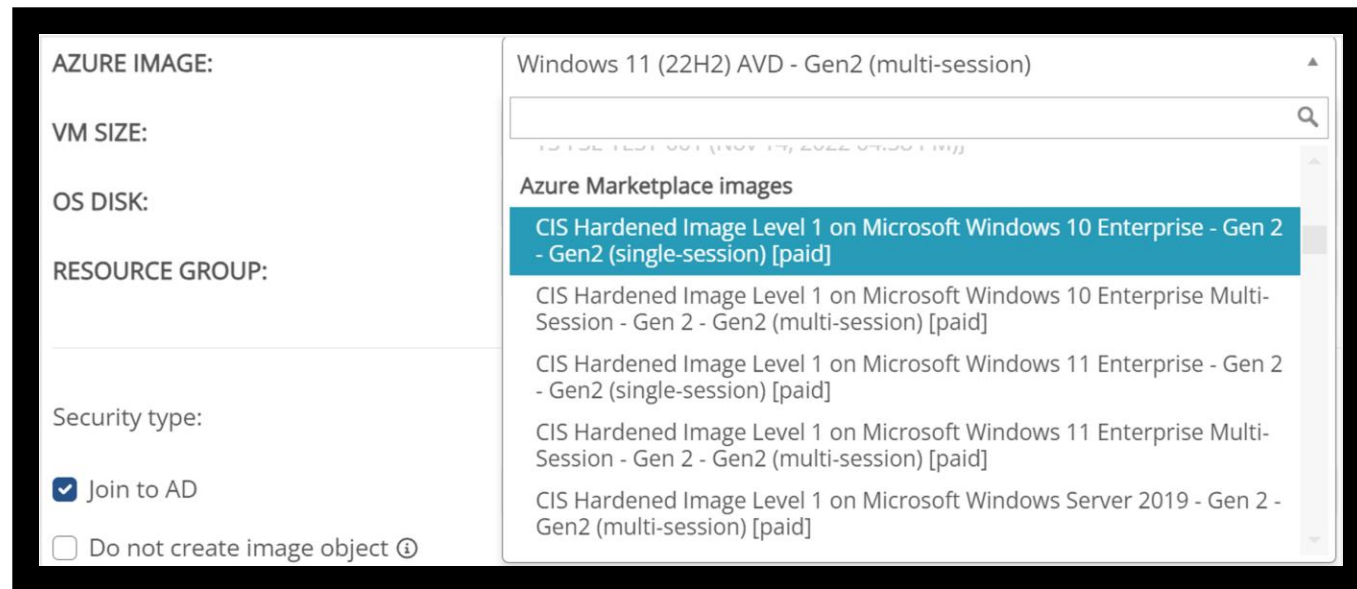 AZURE IMAGE:
Windows 11 (22H2) AVD - Gen2 (multi-session)
VM SIZE:
OS DISK:
Azure Marketplace images
CIS Hardened Image Level 1 on Microsoft Windows 10 Enterprise - Gen 2
- Gen2 (single-session) [paid]
RESOURCE GROUP:
CIS Hardened Image Level 1 on Microsoft Windows 10 Enterprise Multi-
Session - Gen 2 - Gen2 (multi-session) [paid]
CIS Hardened Image Level 1 on Microsoft Windows 11 Enterprise - Gen 2
- Gen2 (single-session) [paid]
Security type:
CIS Hardened Image Level 1 on Microsoft Windows 11 Enterprise Multi-
Session - Gen 2 - Gen2 (multi-session) [paid]
Join to AD
CIS Hardened Image Level 1 on Microsoft Windows Server 2019 - Gen 2 -
Gen2 (multi-session) [paid]
Do not create image object